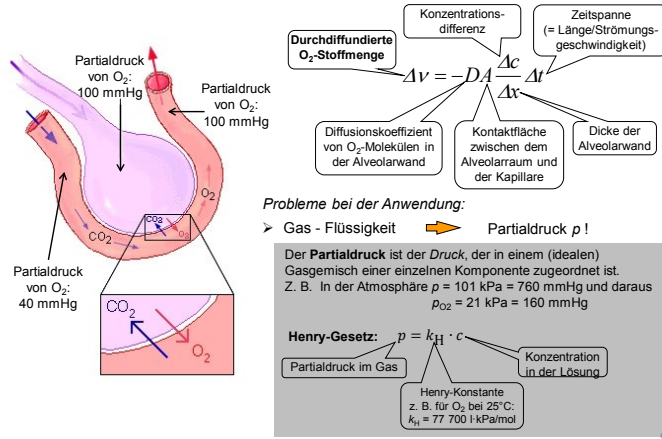 Partialdruck
von O₂:
100 mmHg
Partialdruck
von O₂:
100 mmHg
Partialdruck
von O₂:
40 mmHg
CO₂
O₂
CO₂
O₂
CO₂
O₂
Durchdiffundierte
O₂-Stoffmenge
Konzentrations-
differenz
Zeitspanne
(= Länge/Strömungs-
geschwindigkeit)
Δν = −DA Δc/Δx Δt
Diffusionskoeffizient
von O₂-Molekülen in
der Alveolarwand
Kontaktfläche
zwischen dem
Alveolarraum und
der Kapillare
Dicke der
Alveolarwand
Probleme bei der Anwendung:
➢ Gas - Flüssigkeit Partialdruck p !
Der Partialdruck ist der Druck, der in einem (idealen)
Gasgemisch einer einzelnen Komponente zugeordnet ist.
Z. B. In der Atmosphäre p = 101 kPa = 760 mmHg und daraus
pO2 = 21 kPa = 160 mmHg
Henry-Gesetz: p = kH · c
Partialdruck im Gas
Konzentration
in der Lösung
Henry-Konstante
z. B. für O₂ bei 25°C:
kH = 77 700 l·kPa/mol